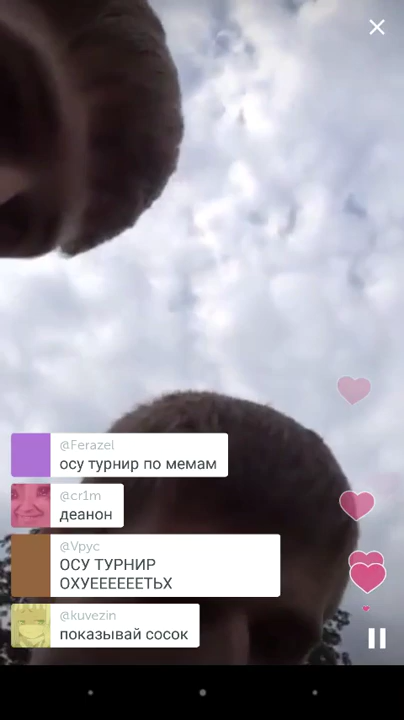 @Ferazel
осу турнир по мемам
@cr1m
деанон
@Vpyc
ОСУ ТУРНИР
ОХУЕЕЕЕЕЕТЬХ
@kuvezin
показывай сосок